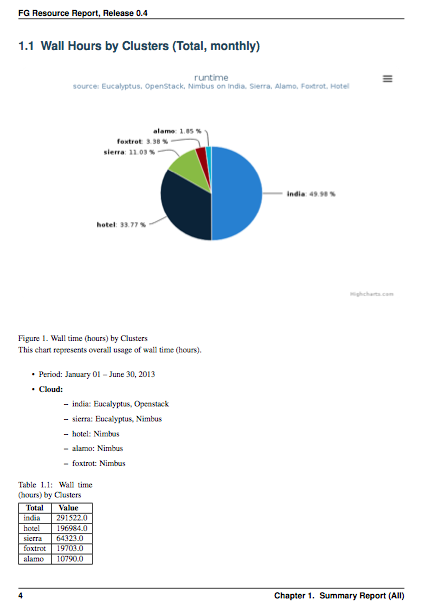 FG Resource Report, Release 0.4
1.1 Wall Hours by Clusters (Total, monthly)
runtime
source: Eucalyptus, OpenStack, Nimbus on India, Sierra, Alamo, Foxtrot, Hotel
alamo: 1.85 %
foxtrot: 3.38 %
sierra: 11.03 %
india: 49.98 %
hotel: 33.77 %
Highcharts.com
Figure 1. Wall time (hours) by Clusters
This chart represents overall usage of wall time (hours).
• Period: January 01 – June 30, 2013
• Cloud:
– india: Eucalyptus, Openstack
– sierra: Eucalyptus, Nimbus
– hotel: Nimbus
– alamo: Nimbus
– foxtrot: Nimbus
Table 1.1: Wall time
(hours) by Clusters
Total Value
india 291522.0
hotel 196984.0
sierra 64323.0
foxtrot 19703.0
alamo 10790.0
4 Chapter 1. Summary Report (All)